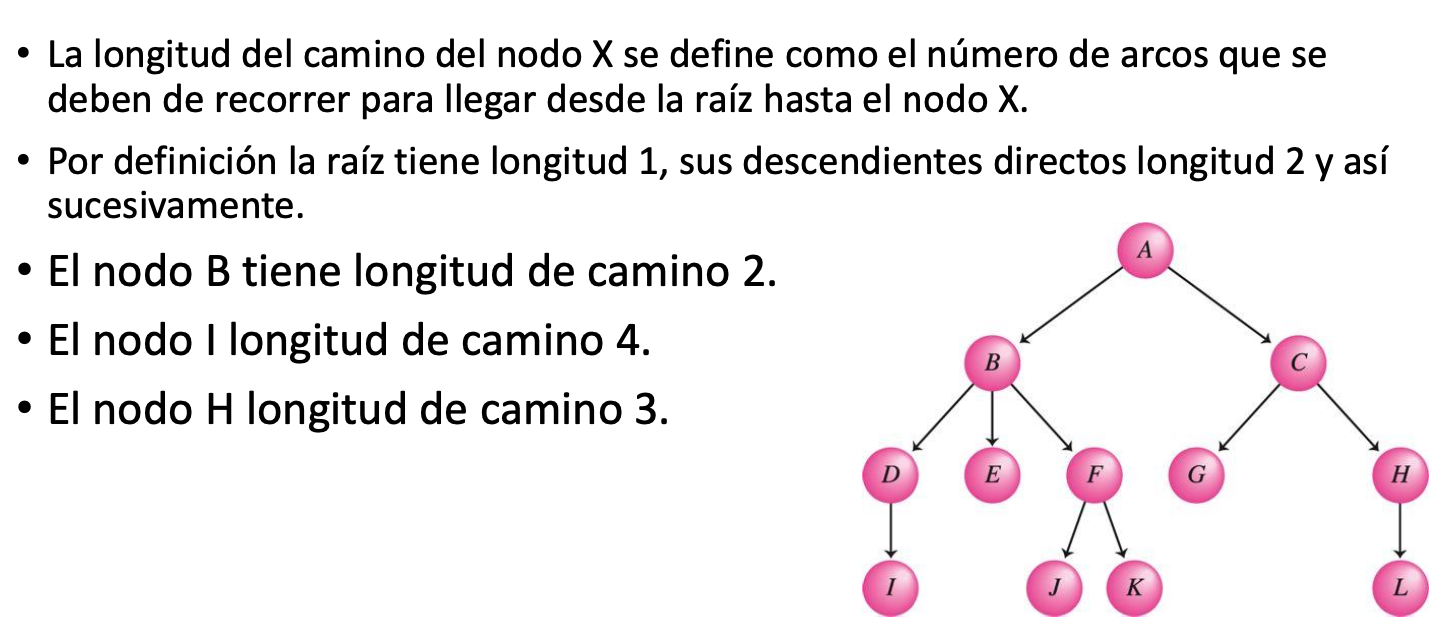 • La longitud del camino del nodo X se define como el número de arcos que se
deben de recorrer para llegar desde la raíz hasta el nodo X.
• Por definición la raíz tiene longitud 1, sus descendientes directos longitud 2 y así
sucesivamente.
• El nodo B tiene longitud de camino 2.
• El nodo I longitud de camino 4.
• El nodo H longitud de camino 3.
A
B C
D E F G H
I J K L